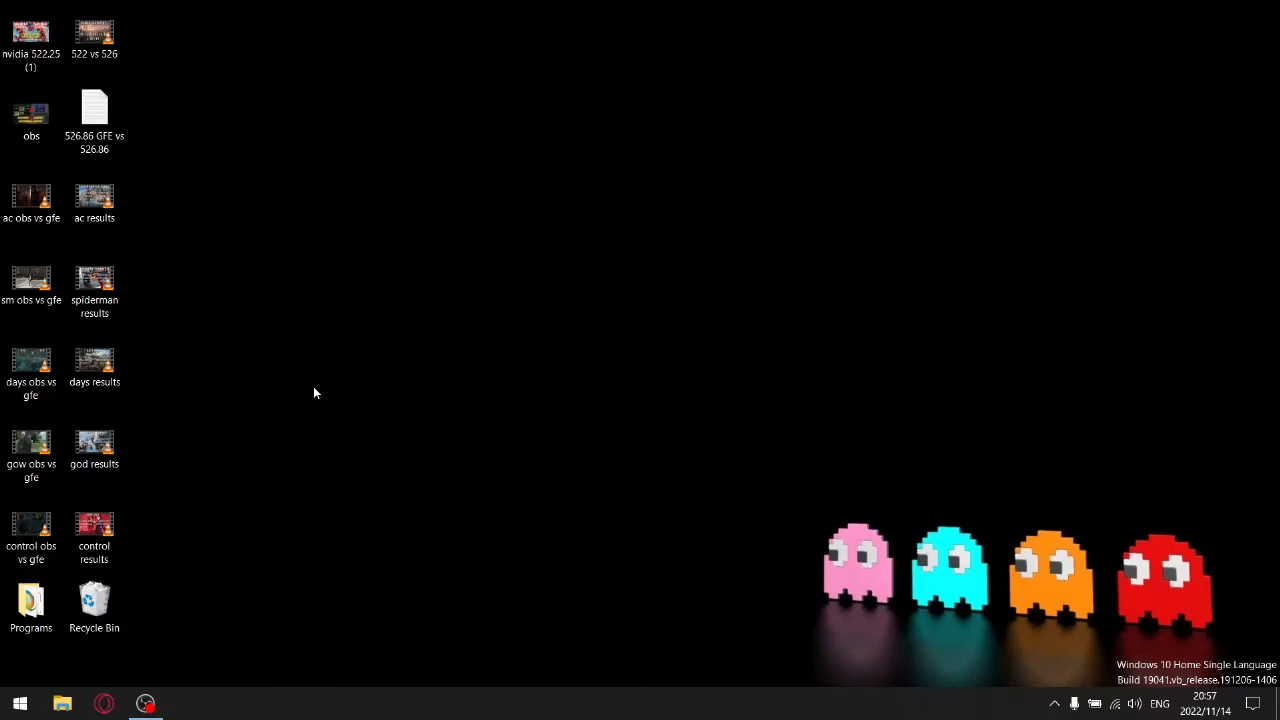 nvidia 522.25
(1)
522 vs 526
obs
526.86 GFE vs
526.86
ac obs vs gfe
ac results
sm obs vs gfe
spiderman
results
days obs vs
gfe
days results
gow obs vs
gfe
god results
control obs
vs gfe
control
results
Programs
Recycle Bin
Windows 10 Home Single Language
Build 19041.vb_release.191206-1406
ENG
20:57
2022/11/14